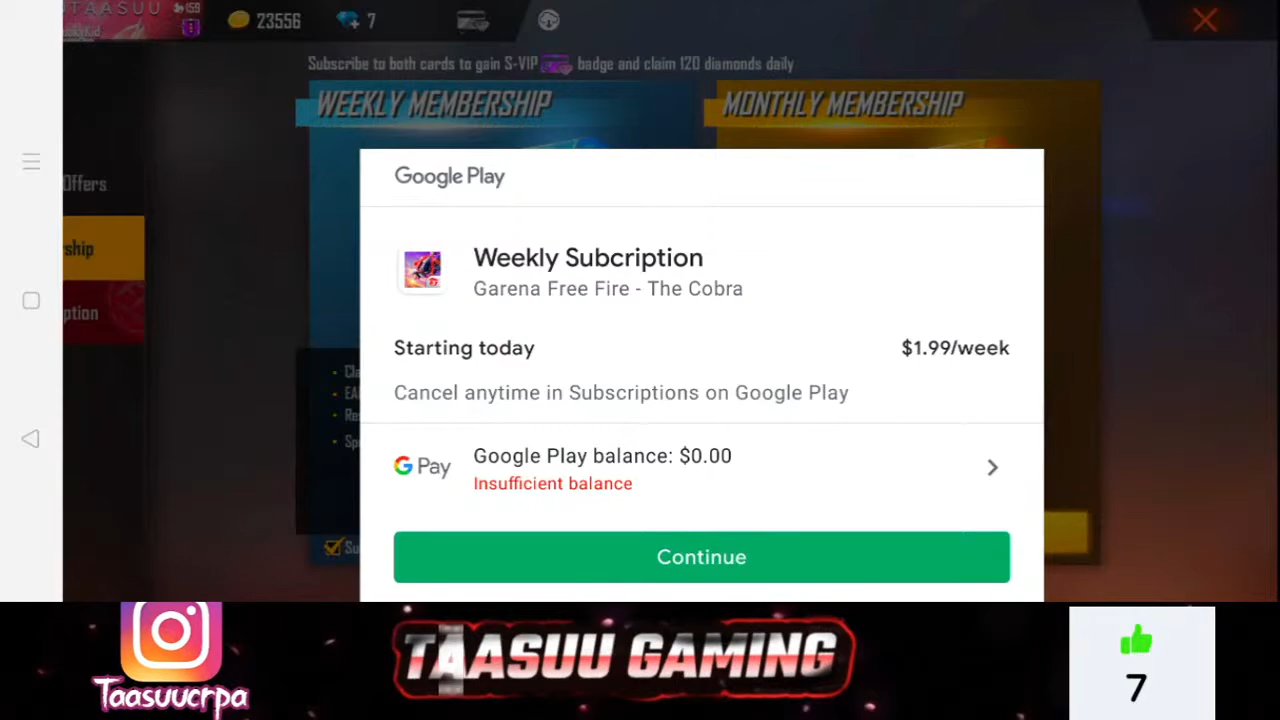 TAASUU
159
23556
7
Subscribe to both cards to gain S-VIP badge and claim 120 diamonds daily
WEEKLY MEMBERSHIP
MONTHLY MEMBERSHIP
Offers
ship
ption
Google Play
Weekly Subcription
Garena Free Fire - The Cobra
Starting today
$1.99/week
Cancel anytime in Subscriptions on Google Play
G Pay
Google Play balance: $0.00
Insufficient balance
Continue
Taasuucrpa
TAASUU GAMING
7